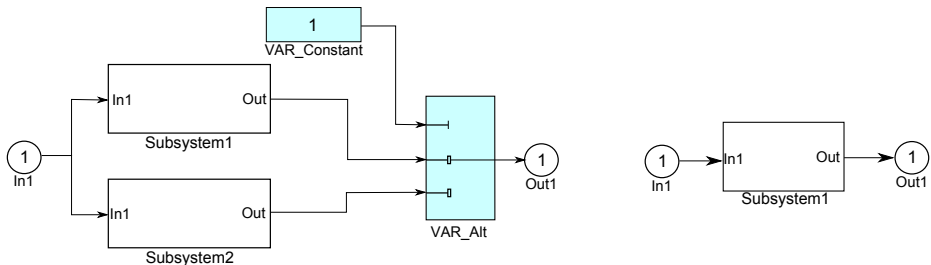 1
VAR_Constant
In1
Out
Subsystem1
1
In1
In1
Out
Subsystem2
VAR_Alt
1
Out1
1
In1
In1
Out
Subsystem1
1
Out1